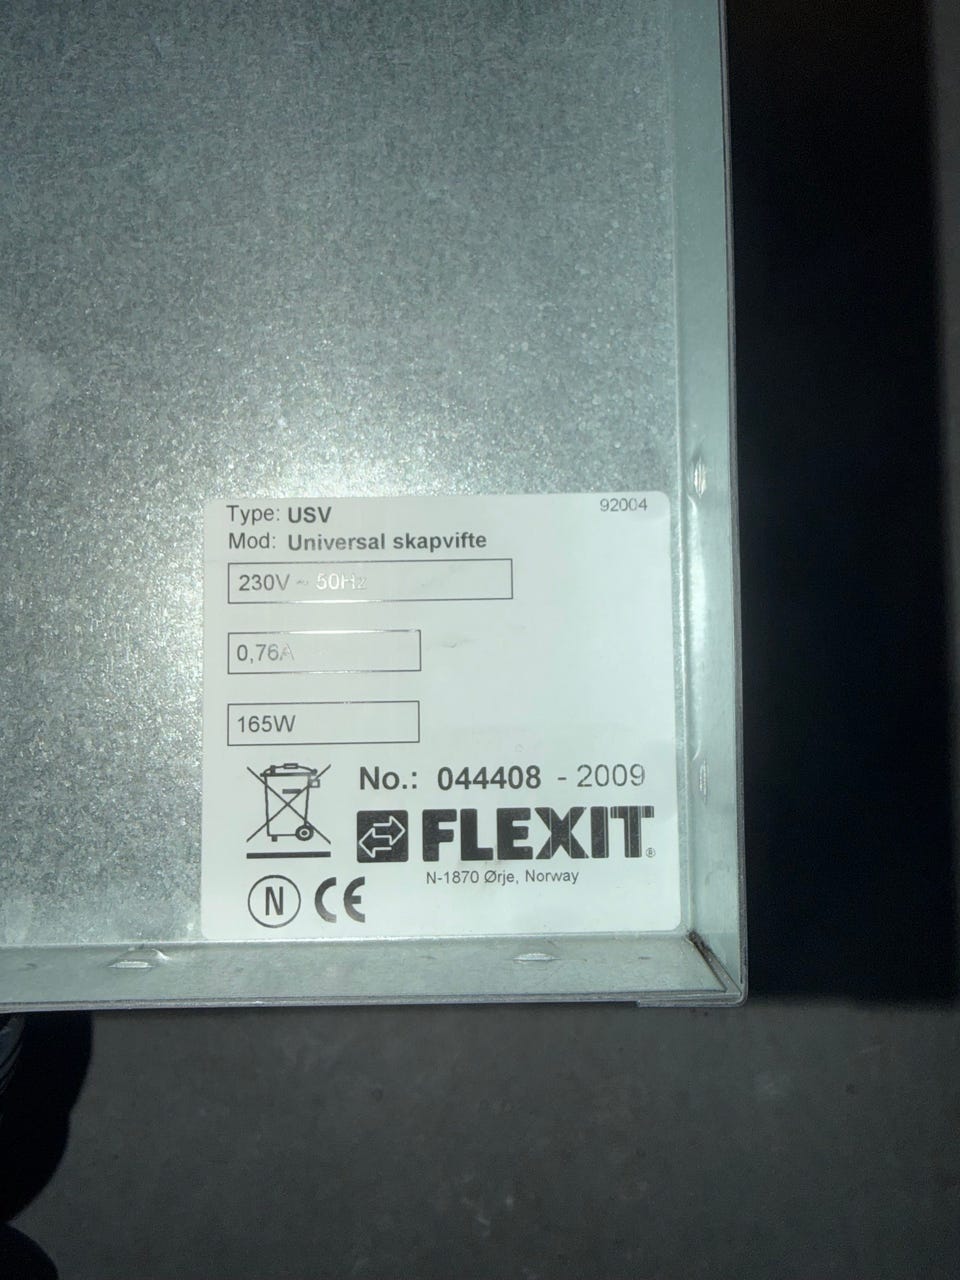 Type: USV
92004
Mod: Universal skapvifte
230V ~ 50Hz
0,76A
165W
No.: 044408 - 2009
FLEXIT®
N-1870 Ørje, Norway
N CE